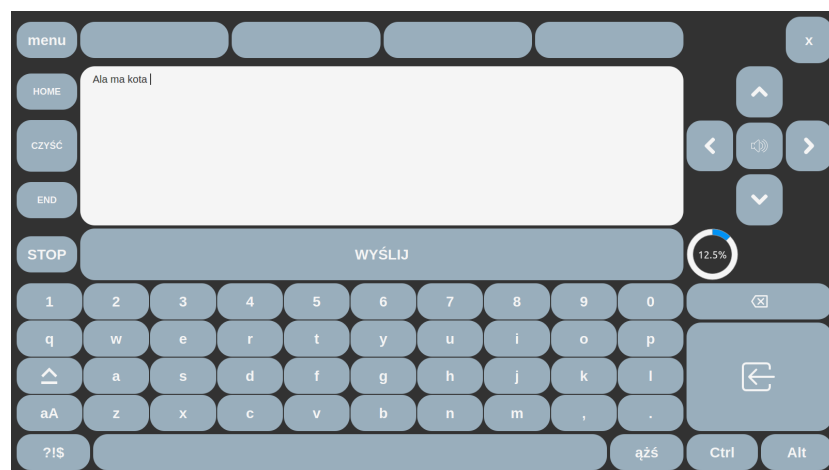 menu
x
HOME
Ala ma kota
CZYŚĆ
END
STOP
WYŚLIJ
12.5%
1 2 3 4 5 6 7 8 9 0
q w e r t y u i o p
a s d f g h j k l
aA z x c v b n m , .
?!$ ąźś Ctrl Alt